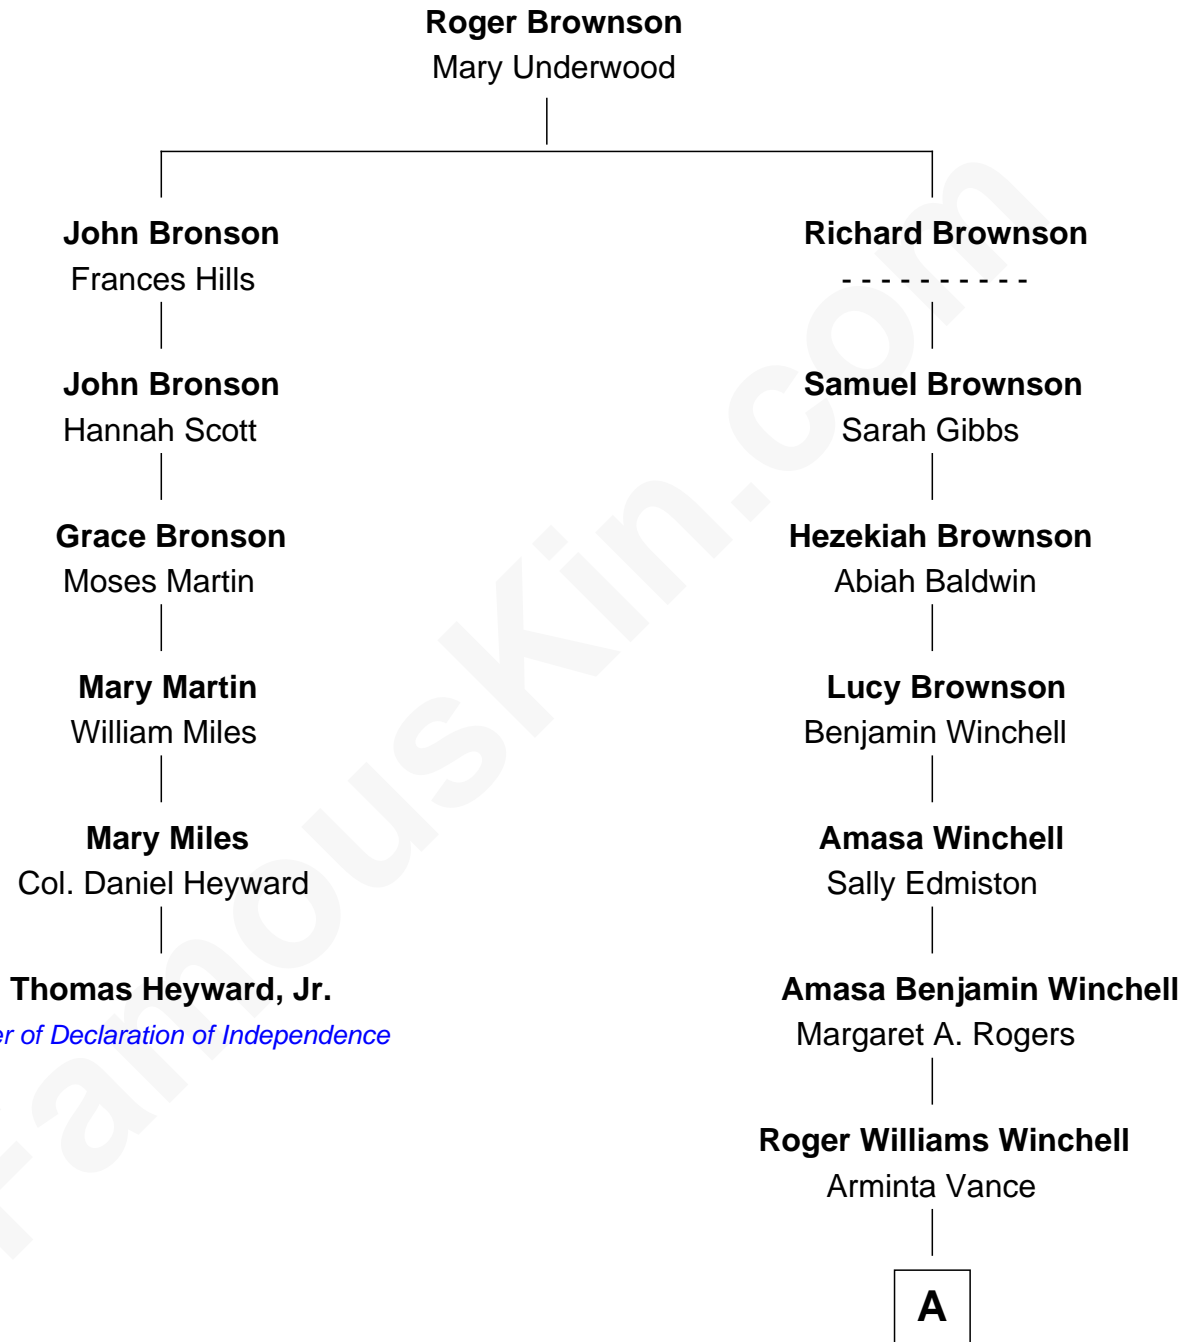 Roger Brownson
Mary Underwood
John Bronson
Frances Hills
John Bronson
Hannah Scott
Grace Bronson
Moses Martin
Mary Martin
William Miles
Mary Miles
Col. Daniel Heyward
Thomas Heyward, Jr.
er of Declaration of Independence
Richard Brownson
- - - - - - - - - -
Samuel Brownson
Sarah Gibbs
Hezekiah Brownson
Abiah Baldwin
Lucy Brownson
Benjamin Winchell
Amasa Winchell
Sally Edmiston
Amasa Benjamin Winchell
Margaret A. Rogers
Roger Williams Winchell
Arminta Vance
A
FamousKin.com